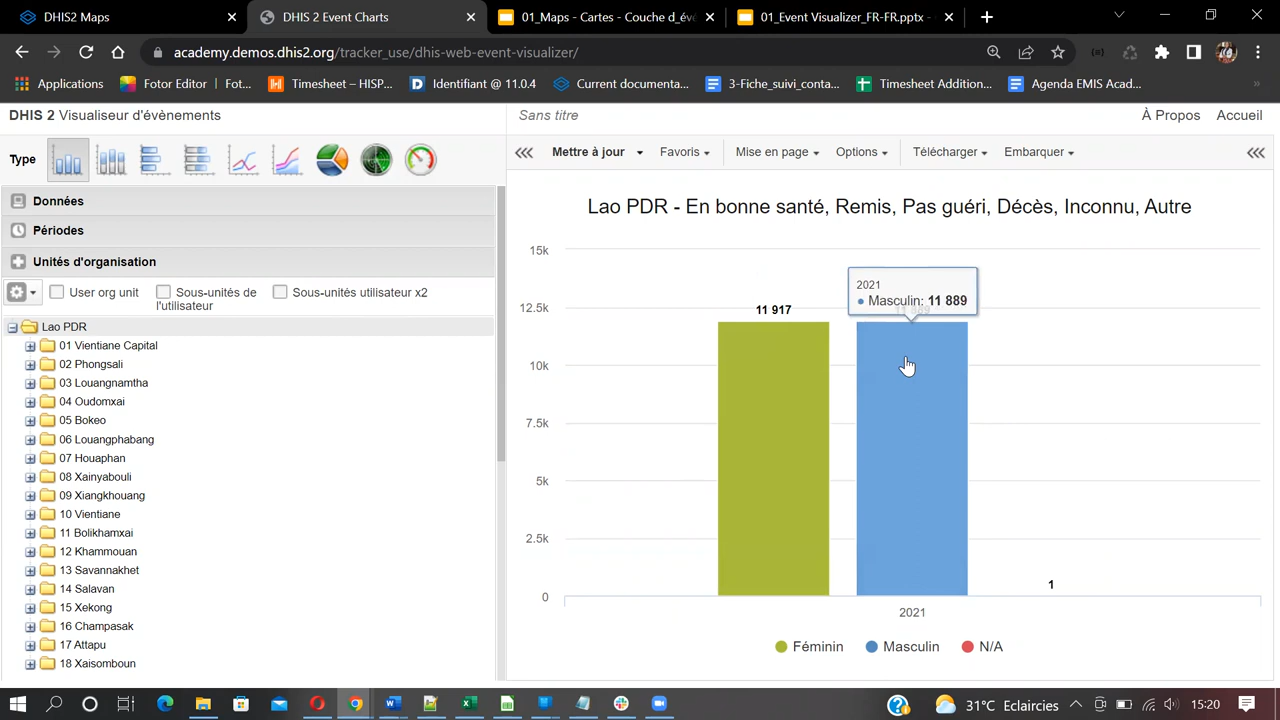 DHIS2 Maps
DHIS 2 Event Charts
01_Maps - Cartes - Couche d_évé
01_Event Visualizer_FR-FR.pptx -
academy.demos.dhis2.org/tracker_use/dhis-web-event-visualizer/
Applications
Fotor Editor | Fot...
Timesheet – HISP...
Identifiant @ 11.0.4
Current documenta...
3-Fiche_suivi_conta...
Timesheet Addition...
Agenda EMIS Acad...
DHIS 2 Visualiseur d'évènements
Sans titre
À Propos
Accueil
Type
Mettre à jour
Favoris
Mise en page
Options
Télécharger
Embarquer
Données
Périodes
Unités d'organisation
User org unit
Sous-unités de
l'utilisateur
Sous-unités utilisateur x2
Lao PDR
01 Vientiane Capital
02 Phongsali
03 Louangnamtha
04 Oudomxai
05 Bokeo
06 Louangphabang
07 Houaphan
08 Xainyabouli
09 Xiangkhouang
10 Vientiane
11 Bolikhamxai
12 Khammouan
13 Savannakhet
14 Salavan
15 Xekong
16 Champasak
17 Attapu
18 Xaisomboun
Lao PDR - En bonne santé, Remis, Pas guéri, Décès, Inconnu, Autre
15k
12.5k
10k
7.5k
5k
2.5k
0
11 917
2021
Masculin: 11 889
11 889
1
2021
Féminin
Masculin
N/A
31°C Eclaircies
15:20